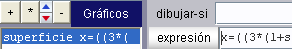 + * - Gráficos dibujar-si
superficie x=((3*( expresión x=((3*(1+s